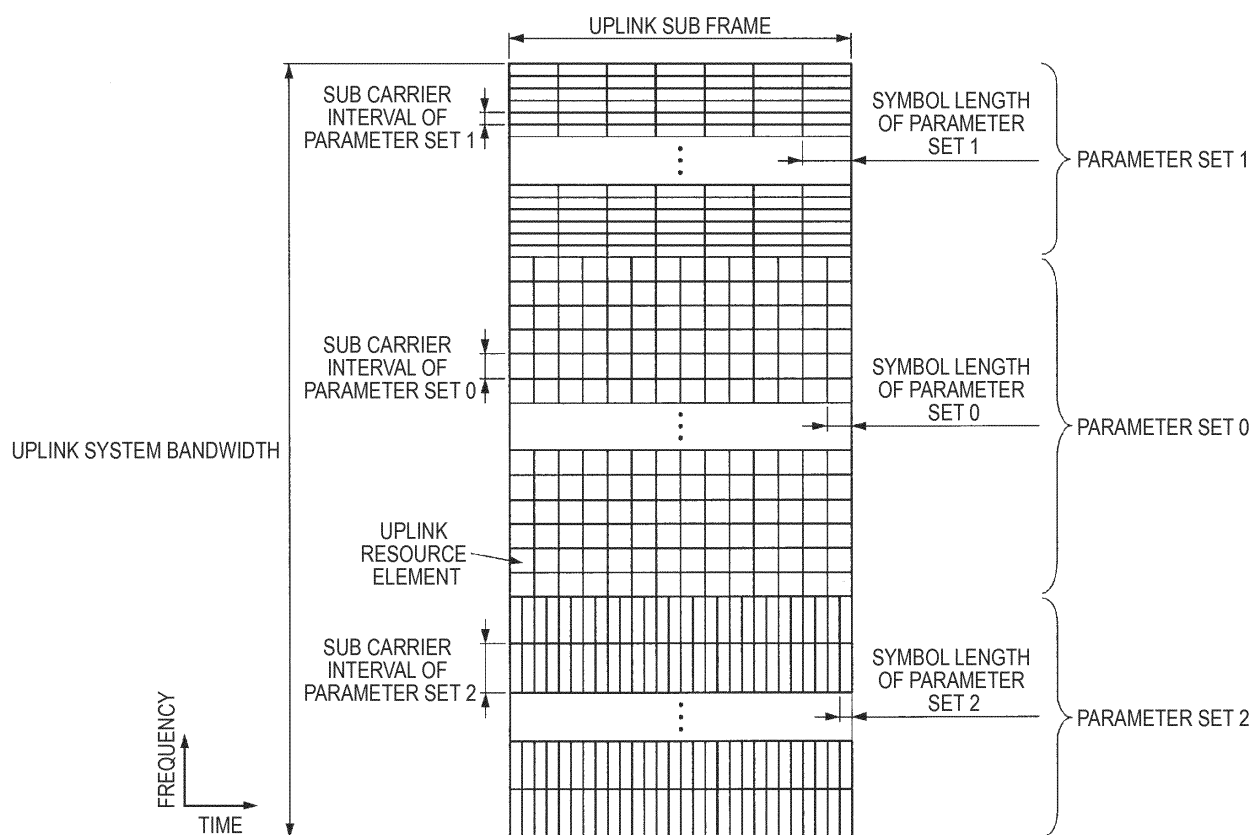 UPLINK SUB FRAME
SUB CARRIER
INTERVAL OF
PARAMETER SET 1
SYMBOL LENGTH
OF PARAMETER
SET 1
PARAMETER SET 1
SUB CARRIER
INTERVAL OF
PARAMETER SET 0
SYMBOL LENGTH
OF PARAMETER
SET 0
PARAMETER SET 0
UPLINK SYSTEM BANDWIDTH
UPLINK
RESOURCE
ELEMENT
SUB CARRIER
INTERVAL OF
PARAMETER SET 2
SYMBOL LENGTH
OF PARAMETER
SET 2
PARAMETER SET 2
FREQUENCY
TIME